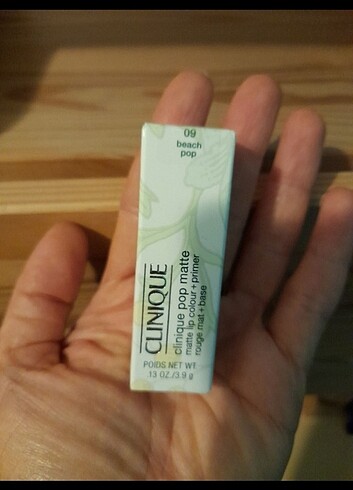 09
beach
pop
CLINIQUE
clinique pop matte
matte lip colour + primer
rouge mat + base
POIDS NET WT.
.13 OZ./3.9 g